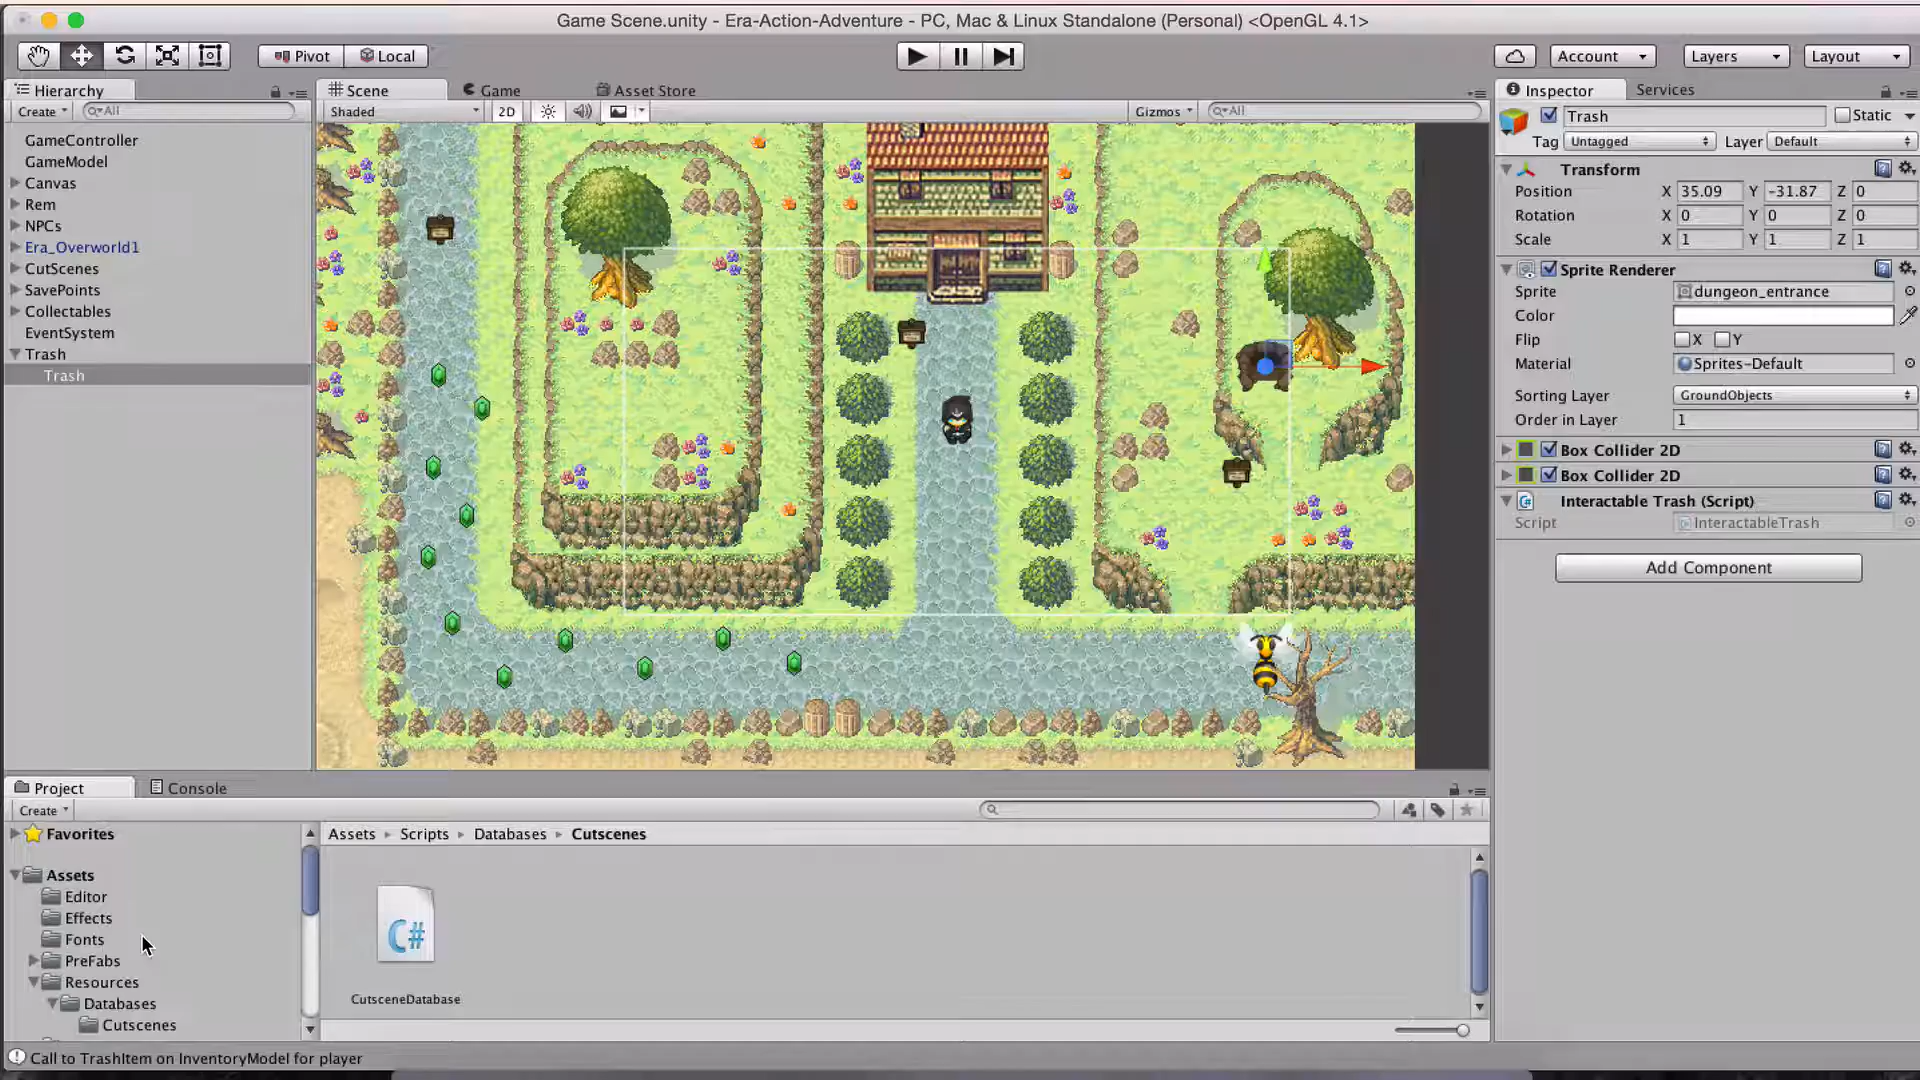 Game Scene.unity - Era-Action-Adventure - PC, Mac & Linux Standalone (Personal) <OpenGL 4.1>
Pivot Local Account Layers Layout
Hierarchy Scene Game Asset Store Inspector Services
Create All Shaded 2D Gizmos All Trash Static
Tag Untagged Layer Default
GameController
GameModel
Canvas
Rem
NPCs
Era_Overworld1
CutScenes
SavePoints
Collectables
EventSystem
Trash
Trash
Transform
Position X 35.09 Y -31.87 Z 0
Rotation X 0 Y 0 Z 0
Scale X 1 Y 1 Z 1
Sprite Renderer
Sprite dungeon_entrance
Color
Flip X Y
Material Sprites-Default
Sorting Layer GroundObjects
Order in Layer 1
Box Collider 2D
Box Collider 2D
Interactable Trash (Script)
Script InteractableTrash
Add Component
Project Console
Create
Favorites
Assets
Editor
Effects
Fonts
PreFabs
Resources
Databases
Cutscenes
Assets Scripts Databases Cutscenes
C#
CutsceneDatabase
Call to TrashItem on InventoryModel for player